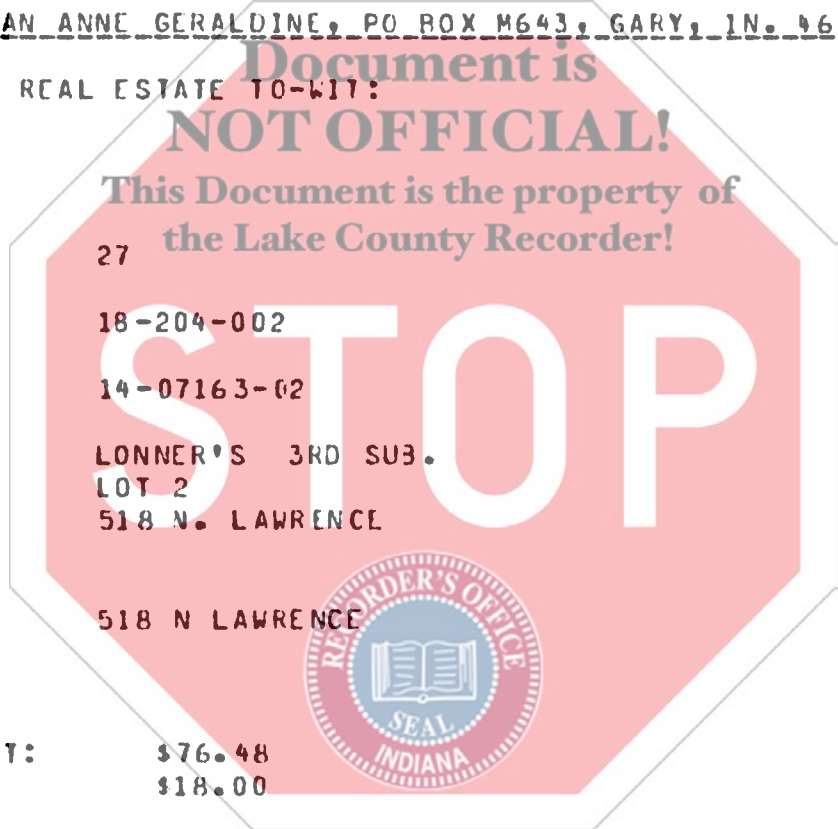 AN ANNE GERALDINE, PO BOX M643, GARY, IN. 46
Document is
REAL ESTATE TO-WIT:
NOT OFFICIAL!
This Document is the property of
the Lake County Recorder!
27
18-204-002
14-07163-02
STOP
LONNER'S 3RD SUB.
LOT 2
518 N. LAWRENCE
518 N LAWRENCE
RECORDER'S OFFICE
SEAL
INDIANA
T: $76.48
$18.00